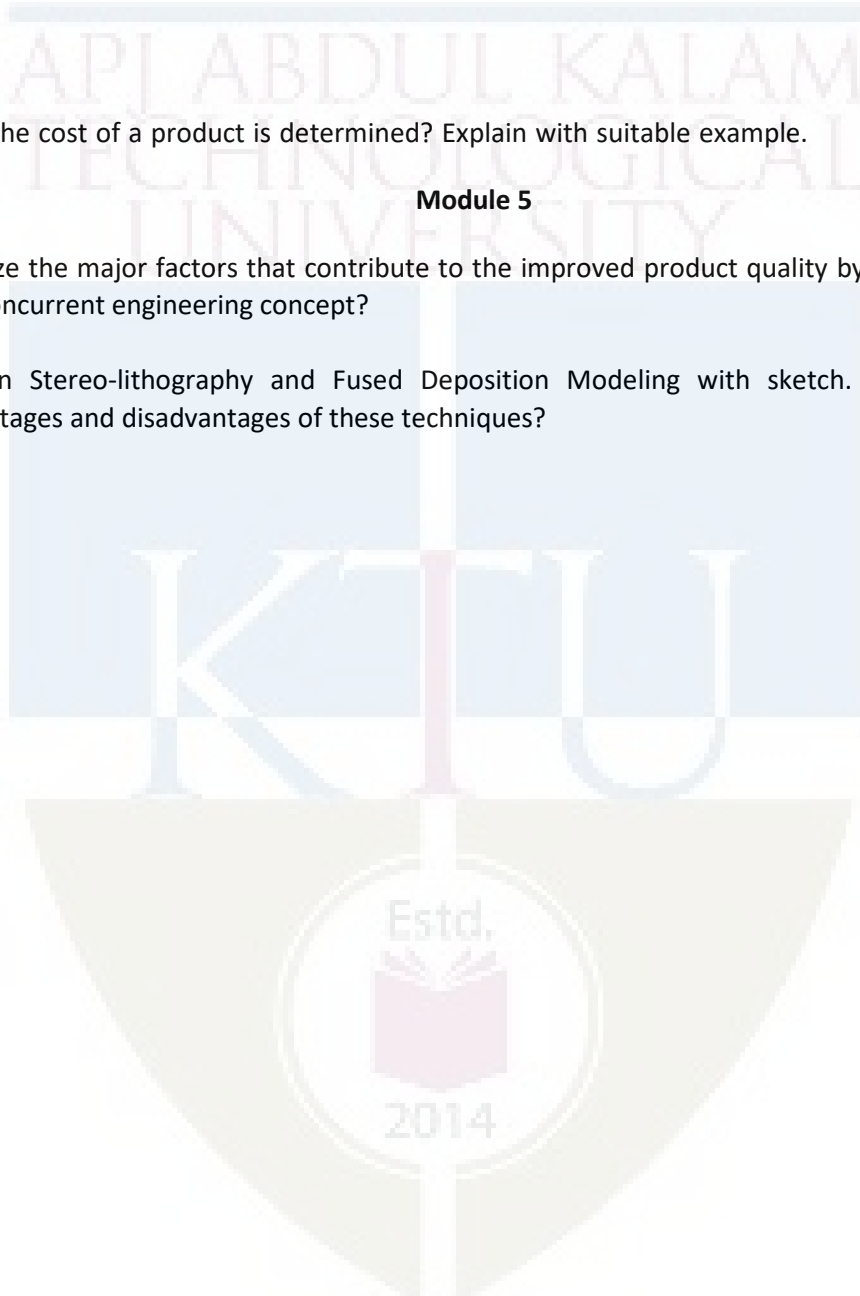 APJ ABDUL KALAM
TECHNOLOGICAL
UNIVERSITY
he cost of a product is determined? Explain with suitable example.
Module 5
ze the major factors that contribute to the improved product quality by
ncurrent engineering concept?
n Stereo-lithography and Fused Deposition Modeling with sketch.
tages and disadvantages of these techniques?
KTU
Estd.
2014